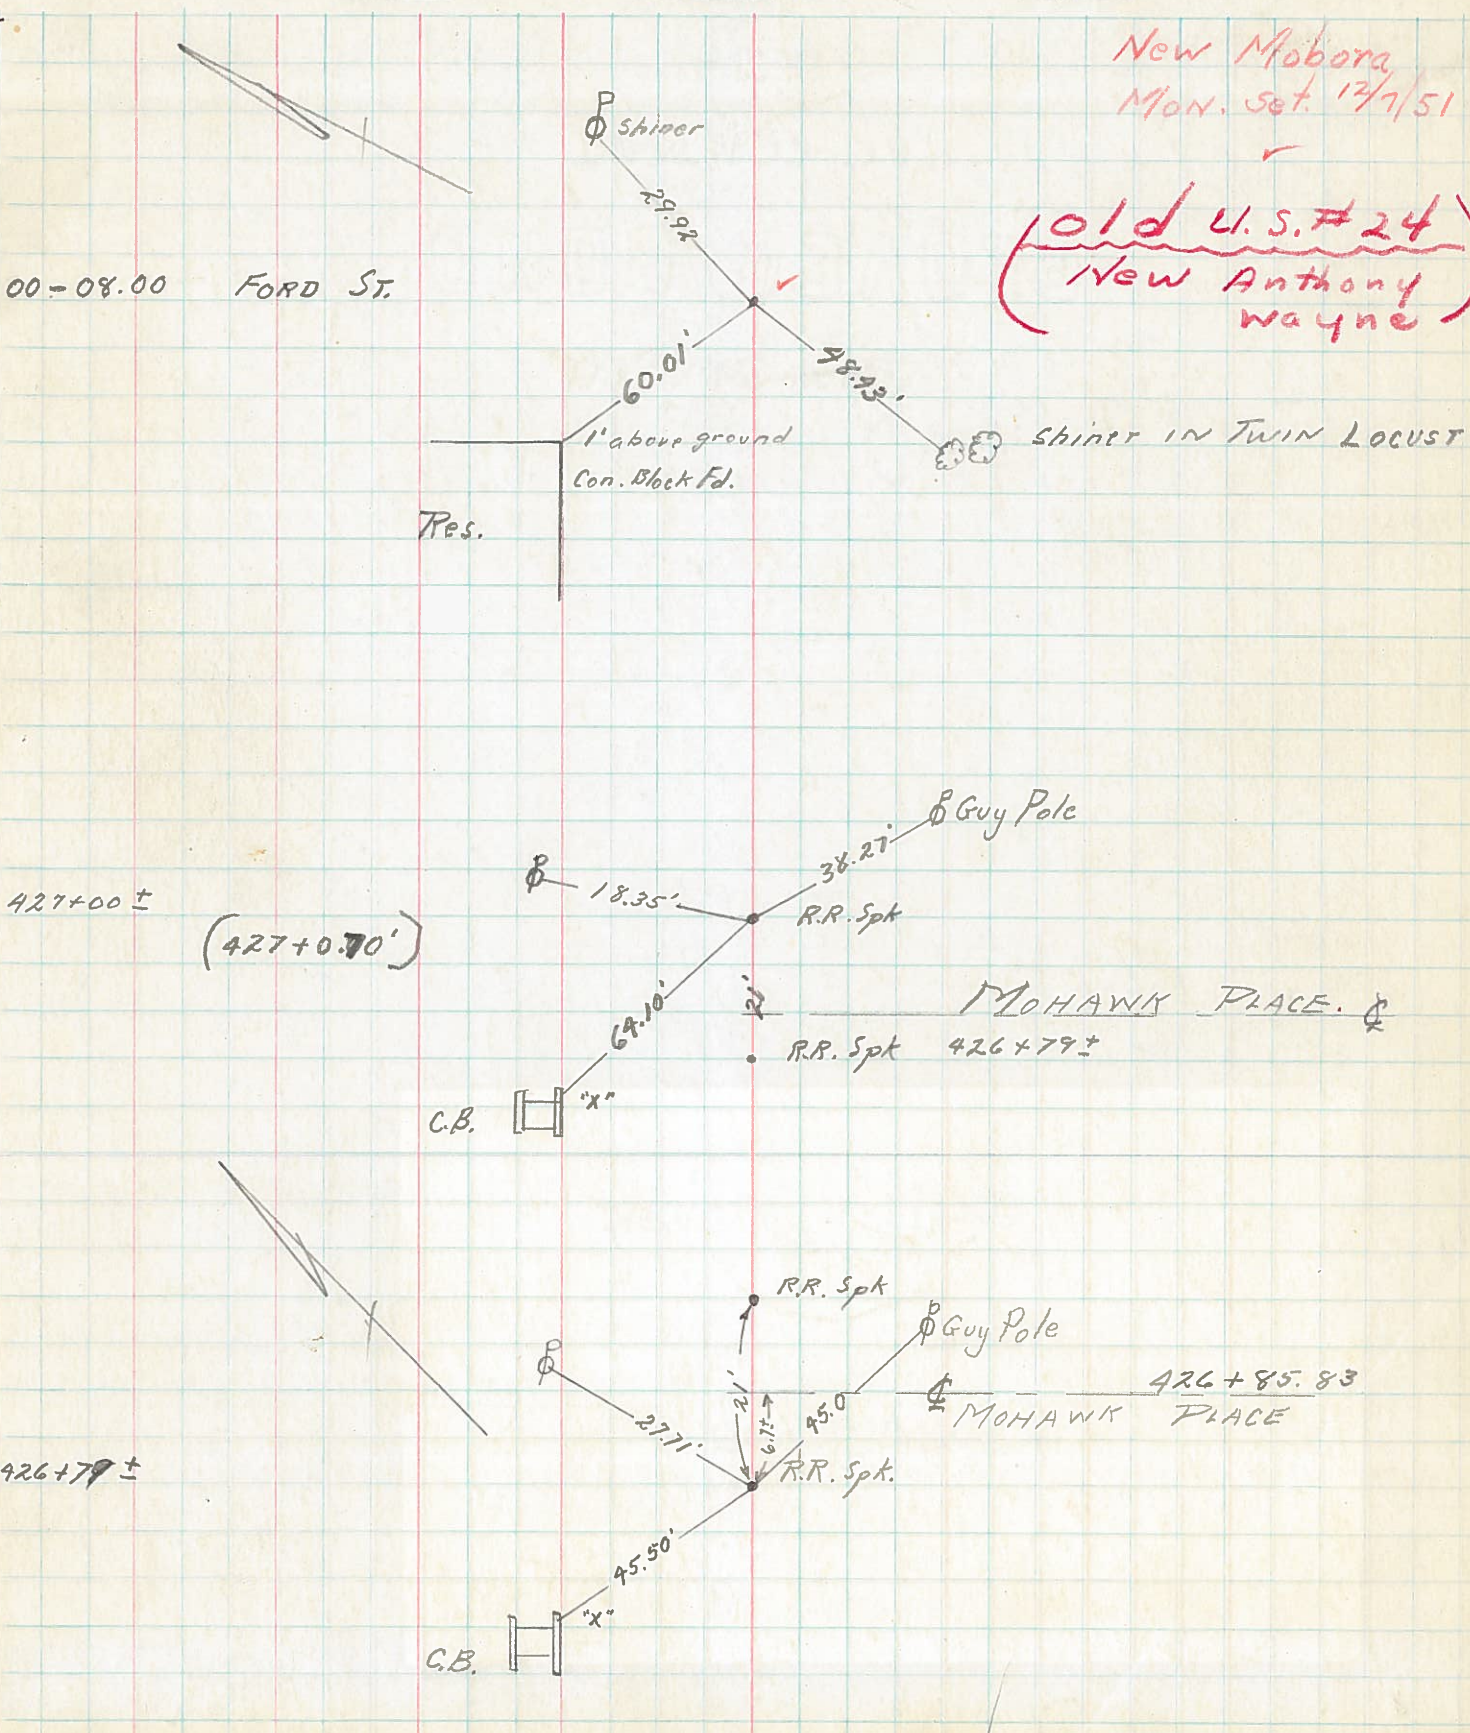 New Mobora
Mon. Set. 12/7/51
shiner
29.92
old U.S. #24
New Anthony
Wayne
00-08.00 FORD ST.
60.01'
48.43'
1' above ground
Con. Block Fd.
shiner IN TWIN LOCUST
Res.
Guy Pole
38.27'
18.35'
427+00 ±
R.R. Spk
(427+0.70')
21'
MOHAWK PLACE. ℄
64.10'
R.R. Spk 426+79±
"X"
C.B.
R.R. Spk
Guy Pole
21'
℄ 426+85.83
MOHAWK PLACE
6.7±
45.0
27.71'
426+79 ±
R.R. Spk.
45.50'
"X"
C.B.